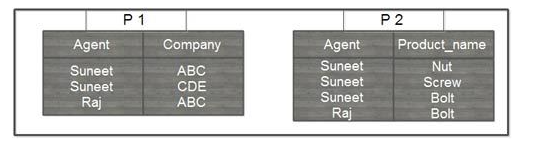 P 1
Agent Company
Suneet ABC
Suneet CDE
Raj ABC
P 2
Agent Product_name
Suneet Nut
Suneet Screw
Suneet Bolt
Raj Bolt